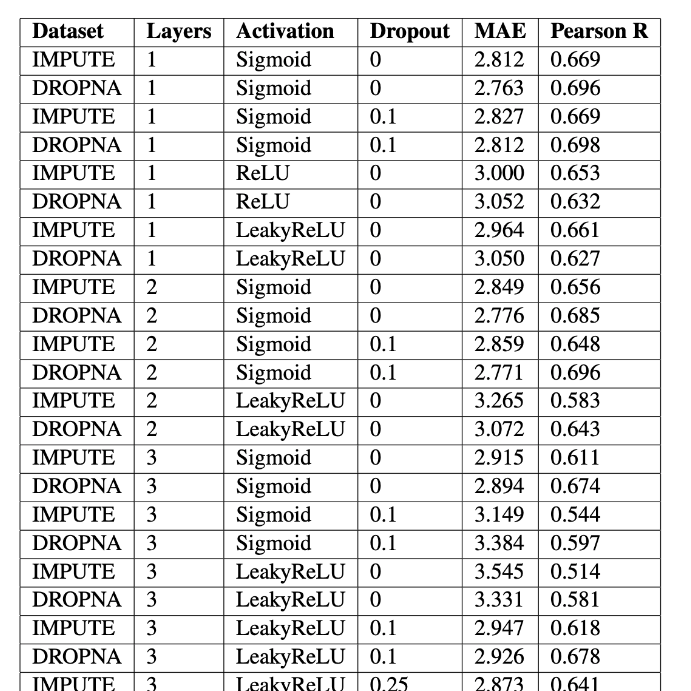 Dataset Layers Activation Dropout MAE Pearson R
IMPUTE 1 Sigmoid 0 2.812 0.669
DROPNA 1 Sigmoid 0 2.763 0.696
IMPUTE 1 Sigmoid 0.1 2.827 0.669
DROPNA 1 Sigmoid 0.1 2.812 0.698
IMPUTE 1 ReLU 0 3.000 0.653
DROPNA 1 ReLU 0 3.052 0.632
IMPUTE 1 LeakyReLU 0 2.964 0.661
DROPNA 1 LeakyReLU 0 3.050 0.627
IMPUTE 2 Sigmoid 0 2.849 0.656
DROPNA 2 Sigmoid 0 2.776 0.685
IMPUTE 2 Sigmoid 0.1 2.859 0.648
DROPNA 2 Sigmoid 0.1 2.771 0.696
IMPUTE 2 LeakyReLU 0 3.265 0.583
DROPNA 2 LeakyReLU 0 3.072 0.643
IMPUTE 3 Sigmoid 0 2.915 0.611
DROPNA 3 Sigmoid 0 2.894 0.674
IMPUTE 3 Sigmoid 0.1 3.149 0.544
DROPNA 3 Sigmoid 0.1 3.384 0.597
IMPUTE 3 LeakyReLU 0 3.545 0.514
DROPNA 3 LeakyReLU 0 3.331 0.581
IMPUTE 3 LeakyReLU 0.1 2.947 0.618
DROPNA 3 LeakyReLU 0.1 2.926 0.678
IMPUTE 3 LeakyReLU 0.25 2.873 0.641